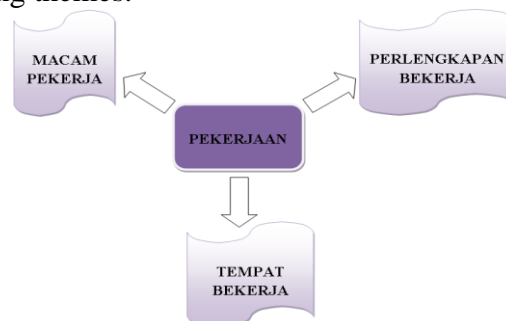 ng themes.
MACAM
PEKERJA
PERLENGKAPAN
BEKERJA
PEKERJAAN
TEMPAT
BEKERJA